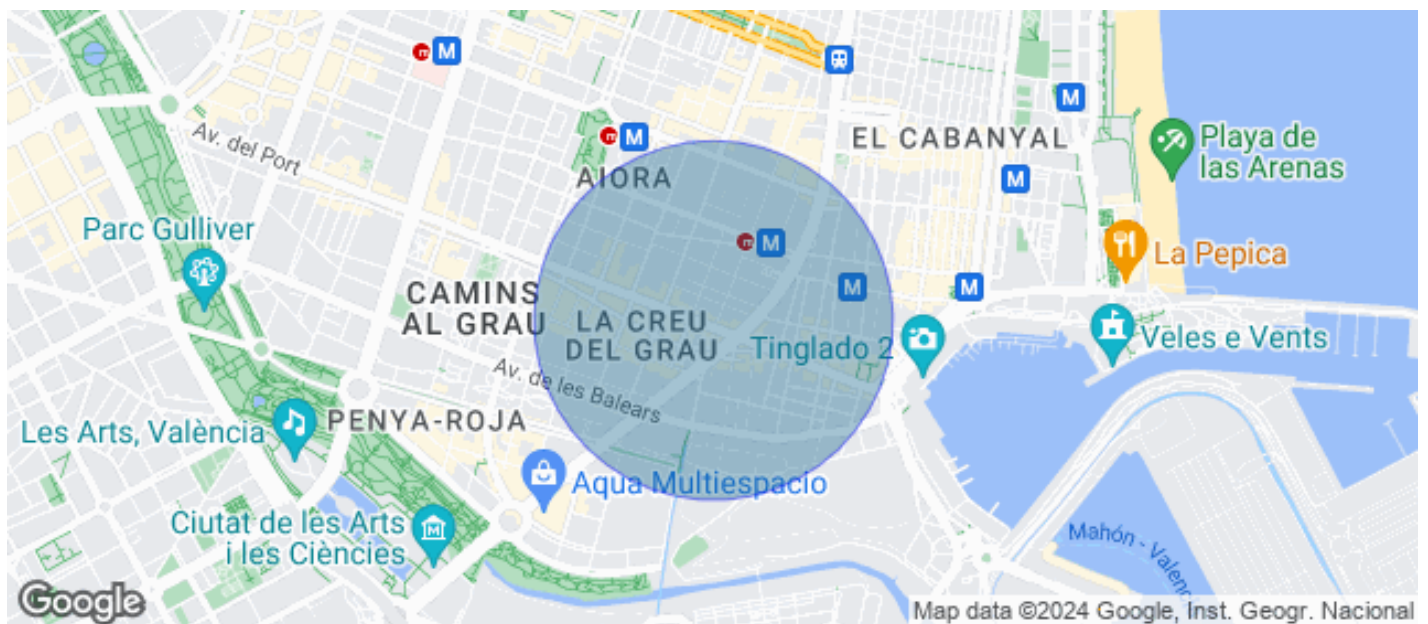 M
M
Av. del Port
M
AIORA
EL CABANYAL
M
Playa de
las Arenas
Parc Gulliver
M
La Pepica
M
M
CAMINS
AL GRAU
LA CREU
DEL GRAU
Tinglado 2
Veles e Vents
Av. de les Balears
Les Arts, València
PENYA-ROJA
Aqua Multiespacio
Ciutat de les Arts
i les Ciències
Mahón - Valenc
Google
Map data ©2024 Google, Inst. Geogr. Nacional